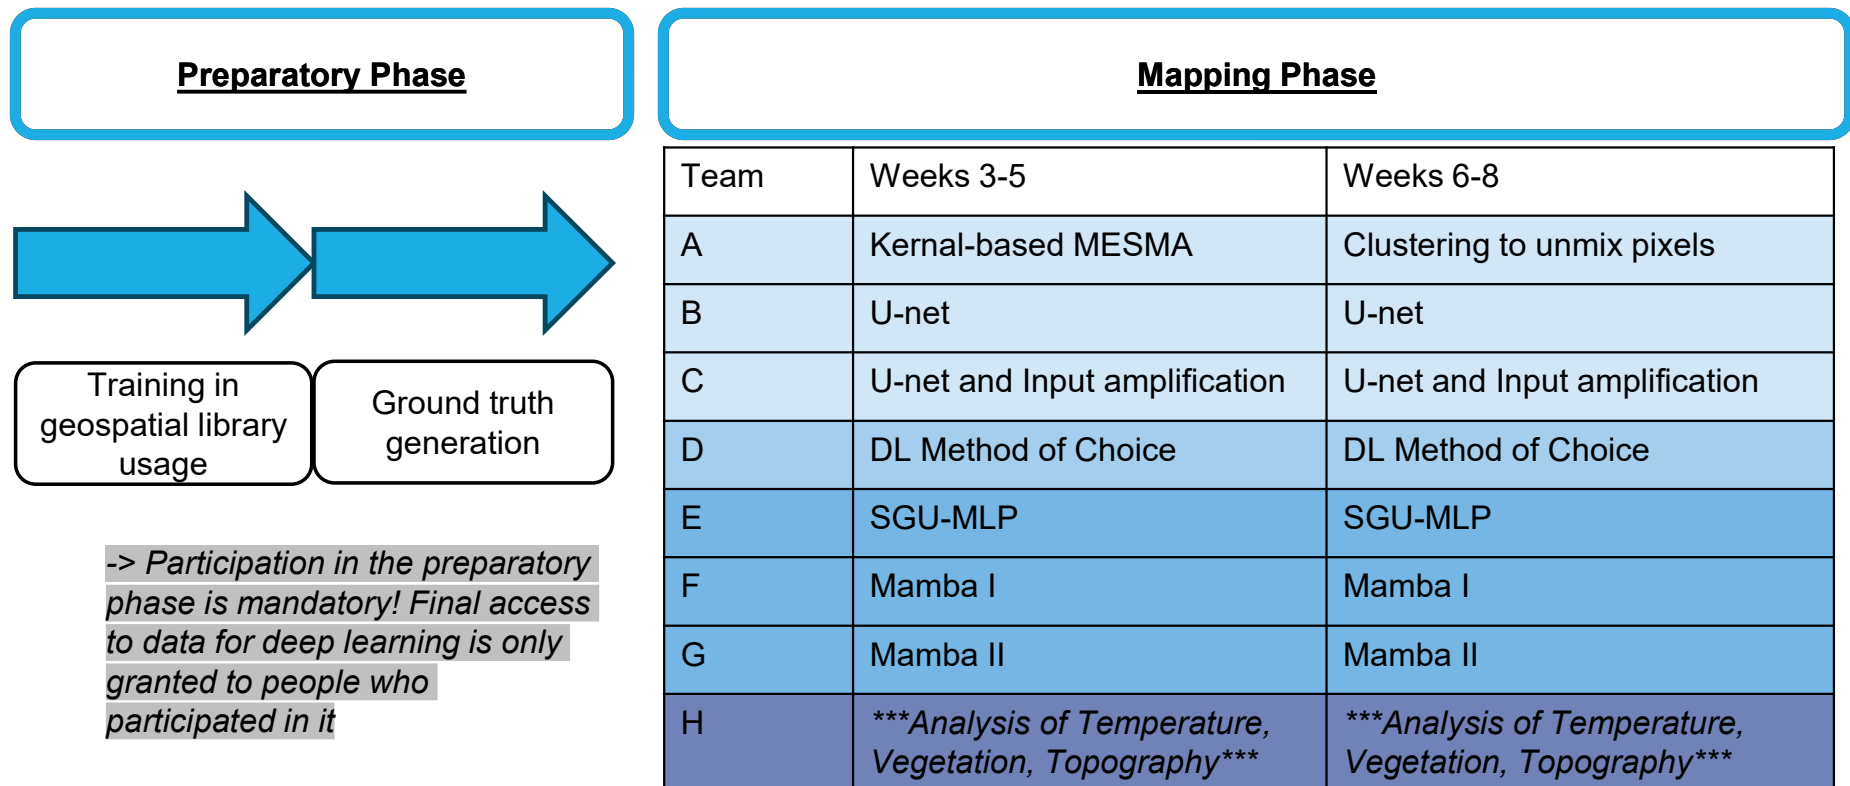 Preparatory Phase
Training in
geospatial library
usage
Ground truth
generation
-> Participation in the preparatory
phase is mandatory! Final access
to data for deep learning is only
granted to people who
participated in it
Mapping Phase
Team Weeks 3-5 Weeks 6-8
A Kernal-based MESMA Clustering to unmix pixels
B U-net U-net
C U-net and Input amplification U-net and Input amplification
D DL Method of Choice DL Method of Choice
E SGU-MLP SGU-MLP
F Mamba I Mamba I
G Mamba II Mamba II
H ***Analysis of Temperature, ***Analysis of Temperature,
Vegetation, Topography*** Vegetation, Topography***